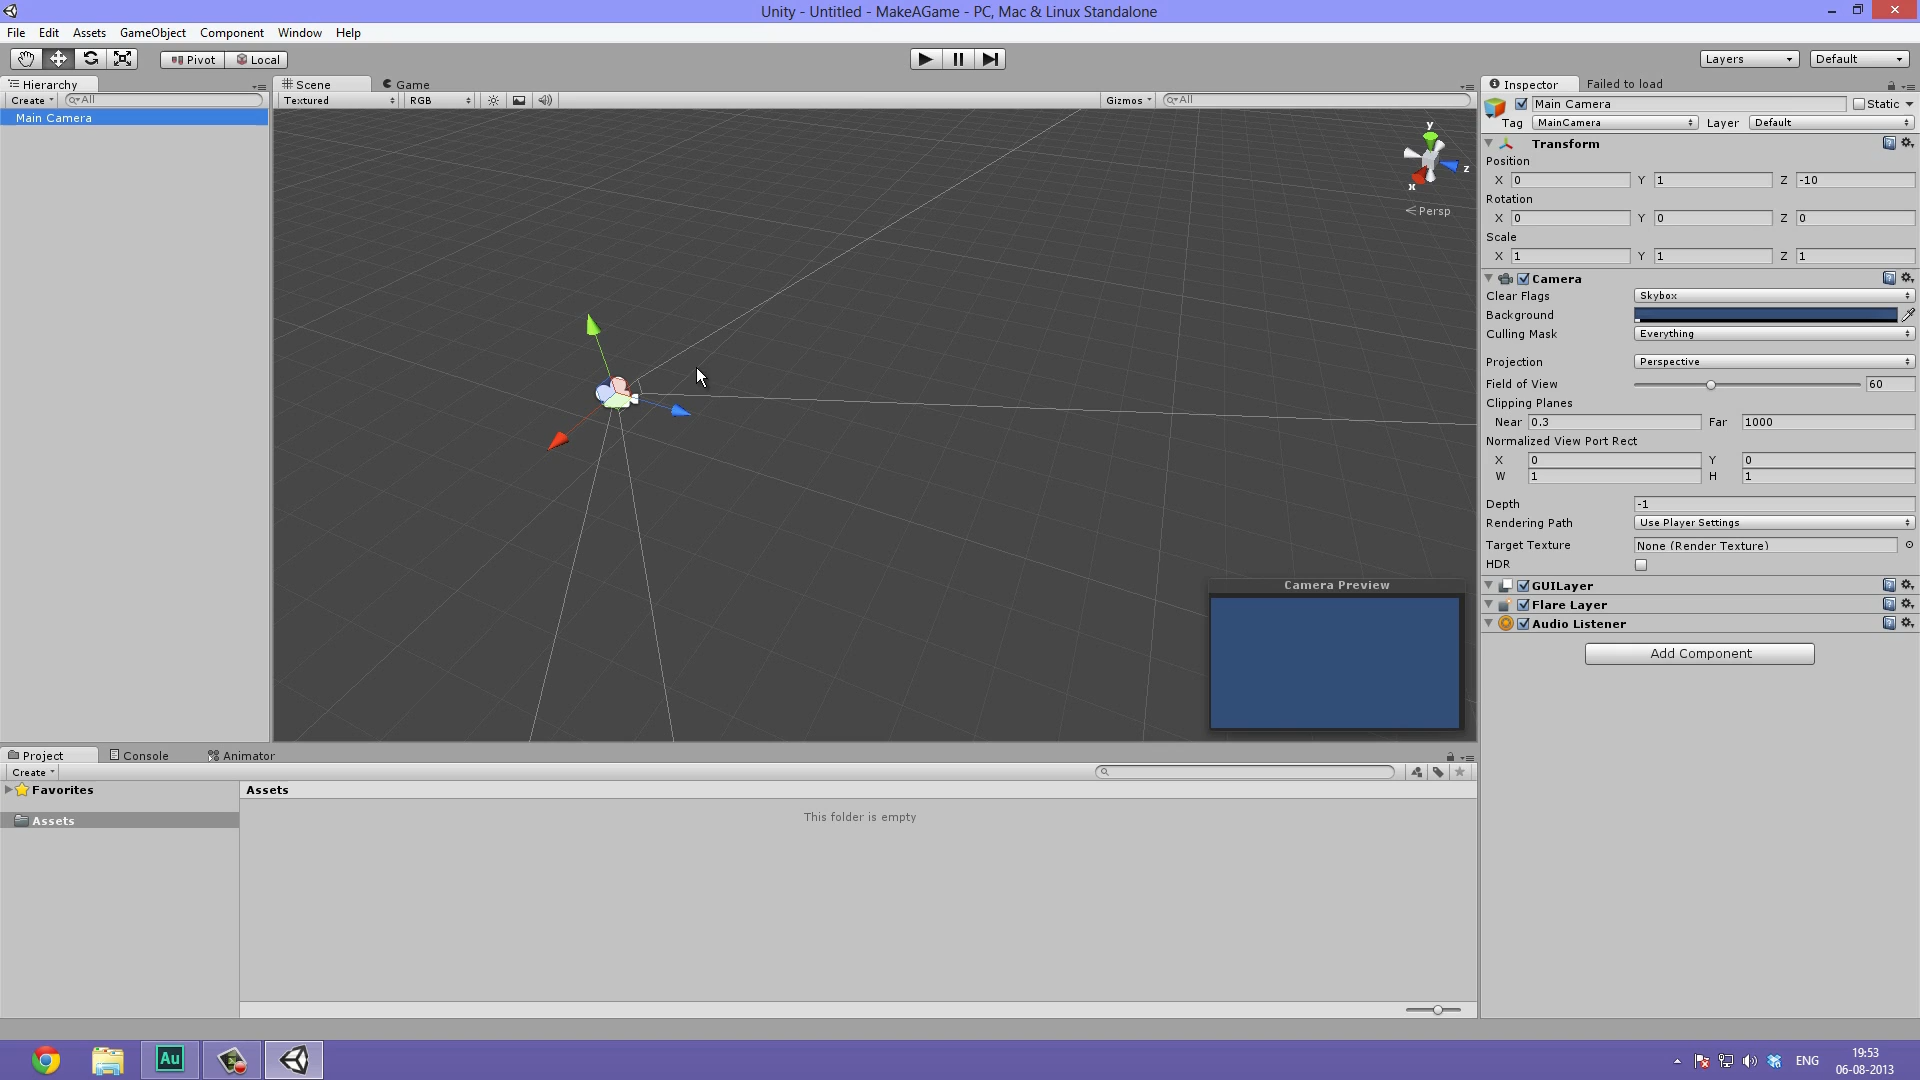 Unity - Untitled - MakeAGame - PC, Mac & Linux Standalone
File Edit Assets GameObject Component Window Help
Pivot Local Layers Default
Hierarchy
Create All
Main Camera
Scene Game
Textured RGB Gizmos All
y
z
x
Persp
Camera Preview
Inspector Failed to load
Main Camera Static
Tag MainCamera Layer Default
Transform
Position
X 0 Y 1 Z -10
Rotation
X 0 Y 0 Z 0
Scale
X 1 Y 1 Z 1
Camera
Clear Flags Skybox
Background
Culling Mask Everything
Projection Perspective
Field of View 60
Clipping Planes
Near 0.3 Far 1000
Normalized View Port Rect
X 0 Y 0
W 1 H 1
Depth -1
Rendering Path Use Player Settings
Target Texture None (Render Texture)
HDR
GUILayer
Flare Layer
Audio Listener
Add Component
Project Console Animator
Create
Favorites
Assets
Assets
This folder is empty
Au
ENG
19:53
06-08-2013